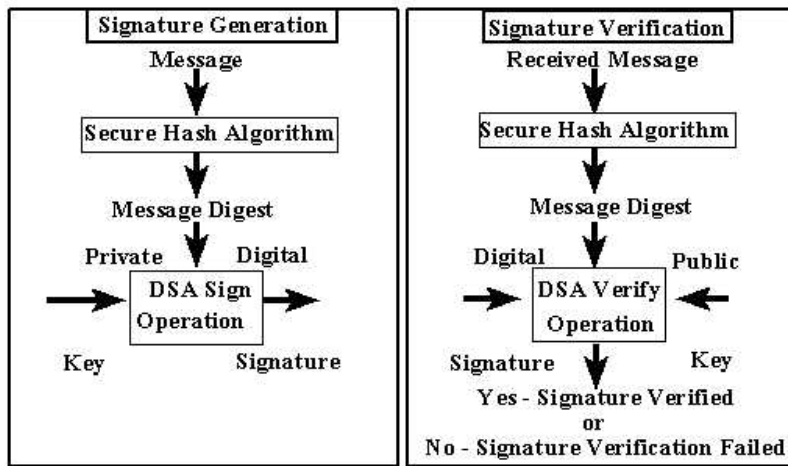 Signature Generation
Message
Secure Hash Algorithm
Message Digest
Private Digital
DSA Sign
Operation
Key Signature
Signature Verification
Received Message
Secure Hash Algorithm
Message Digest
Digital Public
DSA Verify
Operation
Signature Key
Yes - Signature Verified
or
No - Signature Verification Failed